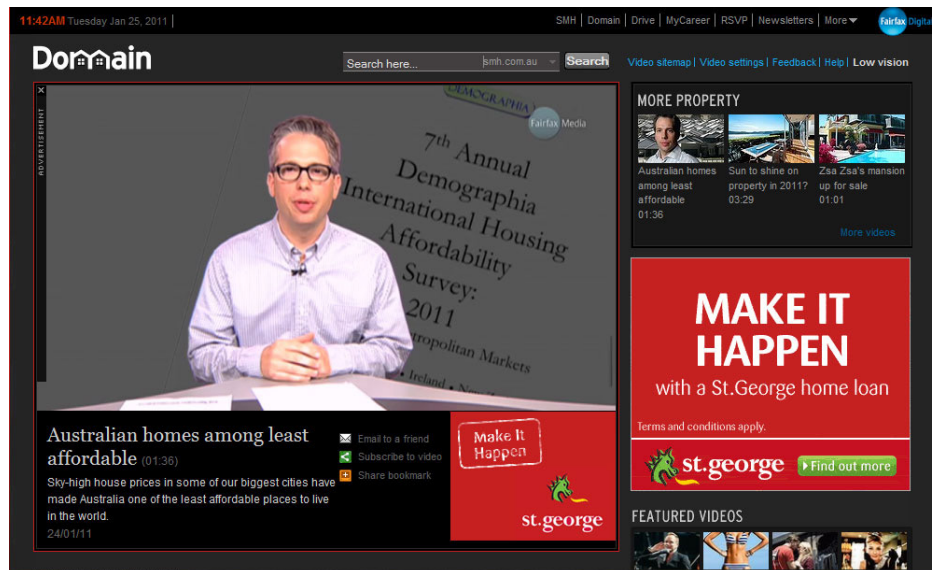 11:42AM Tuesday Jan 25, 2011 |
SMH | Domain | Drive | MyCareer | RSVP | Newsletters | More
Fairfax Digital
Domain
Search here... smh.com.au Search
Video sitemap | Video settings | Feedback | Help | Low vision
x
ADVERTISEMENT
DEMOGRAPHIA
Fairfax Media
7th Annual
Demographia
International Housing
Affordability
Survey:
2011
Markets
• Ireland •
Australian homes among least
affordable (01:36)
Sky-high house prices in some of our biggest cities have
made Australia one of the least affordable places to live
in the world.
24/01/11
Email to a friend
Subscribe to video
Share bookmark
Make It
Happen
st.george
MORE PROPERTY
Australian homes
among least
affordable
01:36
Sun to shine on
property in 2011?
03:29
Zsa Zsa's mansion
up for sale
01:01
More videos
MAKE IT
HAPPEN
with a St.George home loan
Terms and conditions apply.
st.george
Find out more
FEATURED VIDEOS